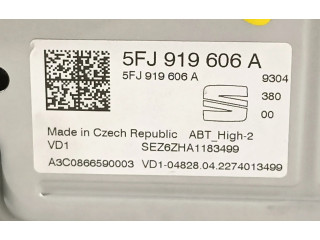 5FJ 919 606 A
5FJ 919 606 A 9304
380
00
Made in Czech Republic ABT_High-2
VD1 SEZ6ZHA1183499
A3C0866590003 VD1-04828.04.2274013499